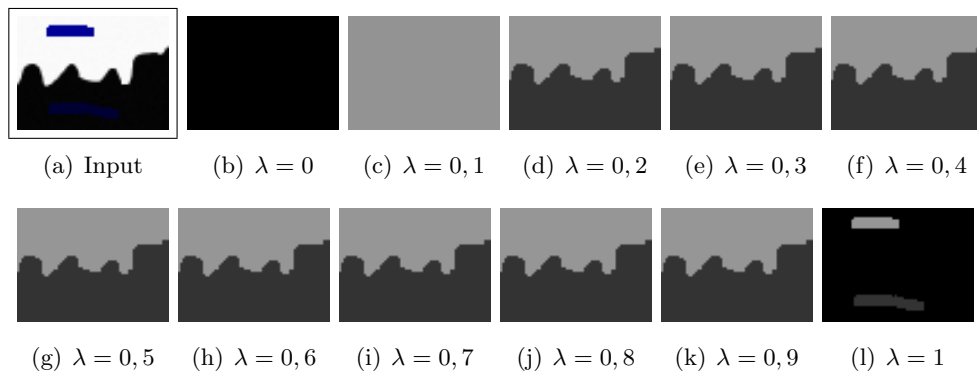 (a) Input (b) λ = 0 (c) λ = 0, 1 (d) λ = 0, 2 (e) λ = 0, 3 (f) λ = 0, 4
(g) λ = 0, 5 (h) λ = 0, 6 (i) λ = 0, 7 (j) λ = 0, 8 (k) λ = 0, 9 (l) λ = 1